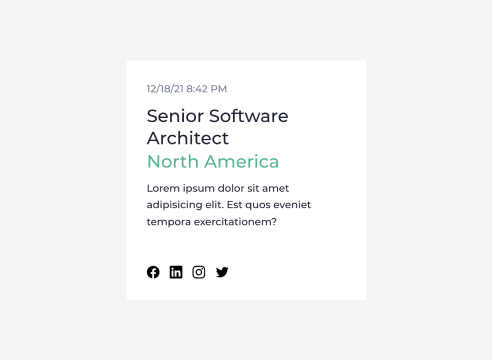 12/18/21 8:42 PM
Senior Software
Architect
North America
Lorem ipsum dolor sit amet
adipisicing elit. Est quos eveniet
tempora exercitationem?